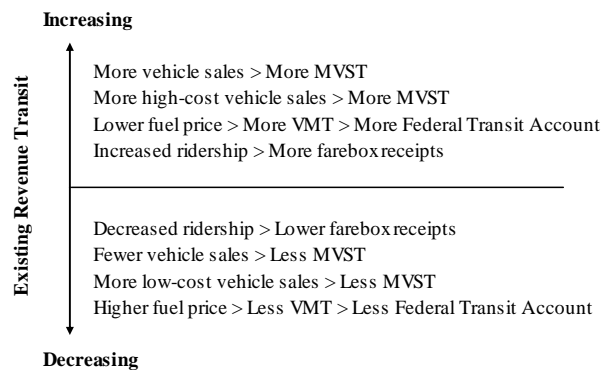 Increasing
More vehicle sales > More MVST
More high-cost vehicle sales > More MVST
Lower fuel price > More VMT > More Federal Transit Account
Increased ridership > More farebox receipts
Existing Revenue Transit
Decreased ridership > Lower farebox receipts
Fewer vehicle sales > Less MVST
More low-cost vehicle sales > Less MVST
Higher fuel price > Less VMT > Less Federal Transit Account
Decreasing